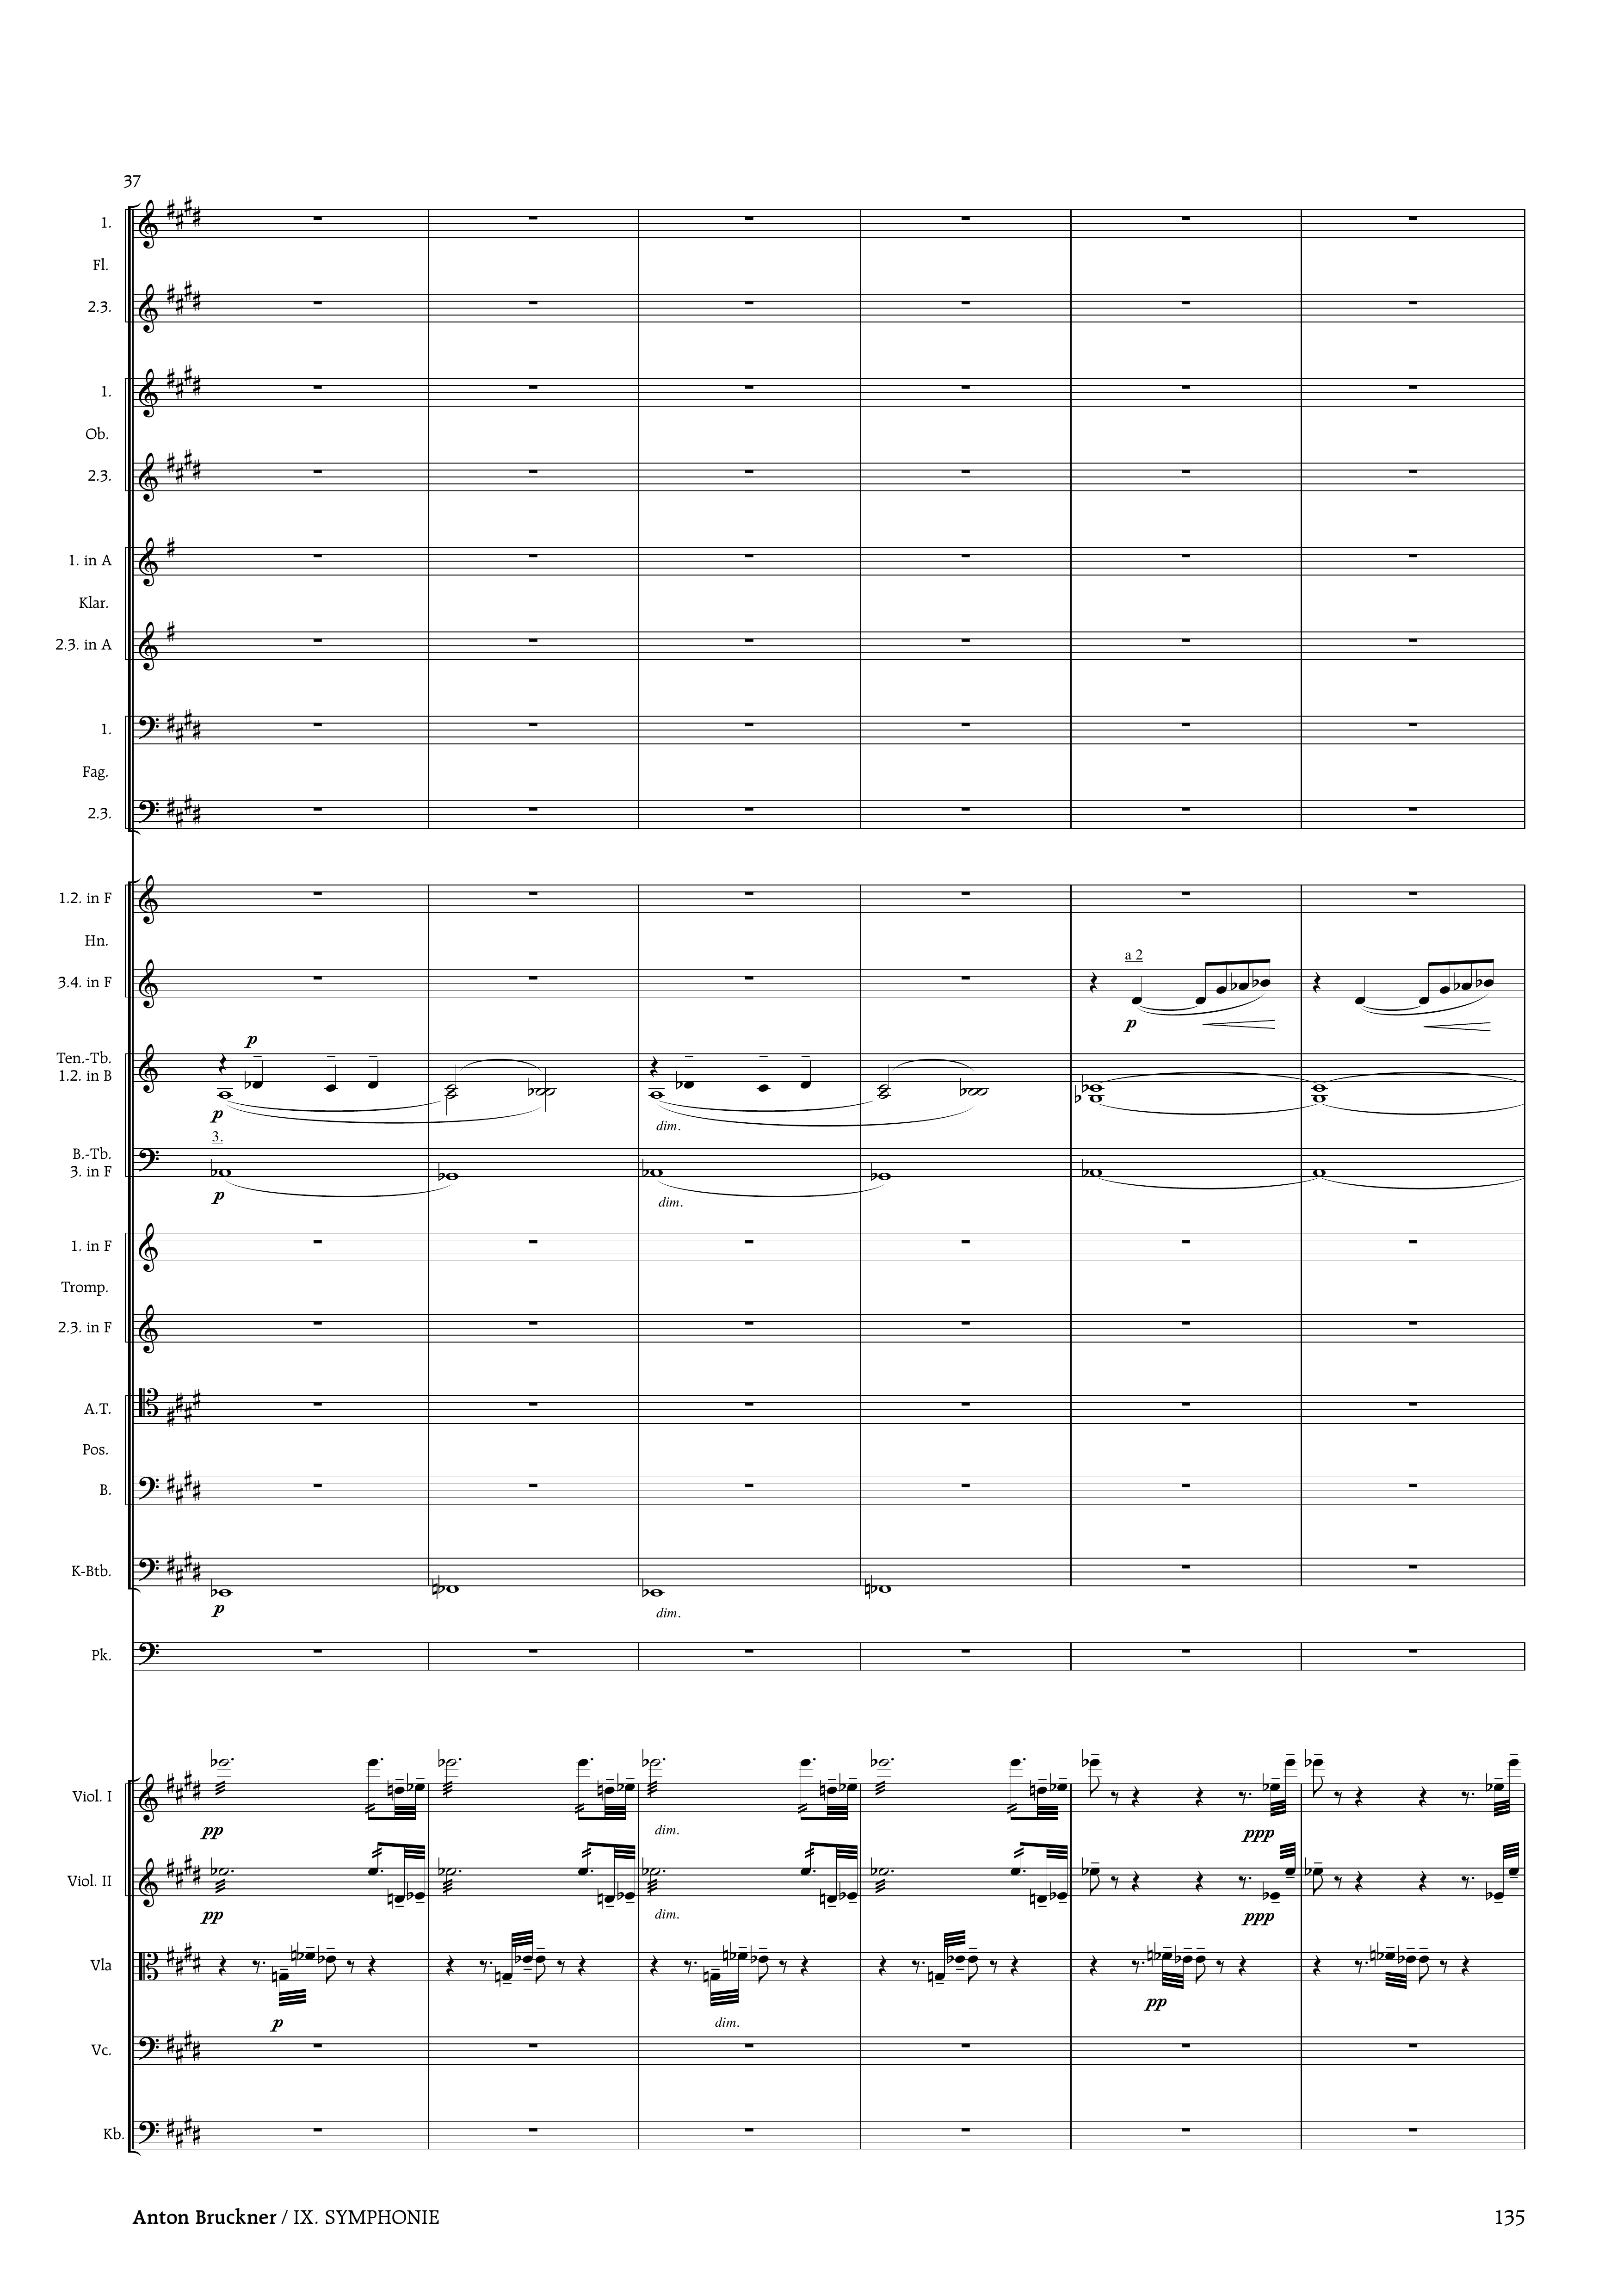 37
1.
Fl.
2.3.
1.
Ob.
2.3.
1. in A
Klar.
2.3. in A
1.
Fag.
2.3.
1.2. in F
Hn.
a 2
3.4. in F
p
p
Ten.-Tb.
1.2. in B
p
dim.
3.
B.-Tb.
3. in F
p
dim.
1. in F
Tromp.
2.3. in F
A.T.
Pos.
B.
K-Btb.
p
dim.
Pk.
Viol. I
pp
dim.
ppp
Viol. II
pp
dim.
ppp
Vla
p
dim.
pp
Vc.
Kb.
Anton Bruckner / IX. SYMPHONIE
135